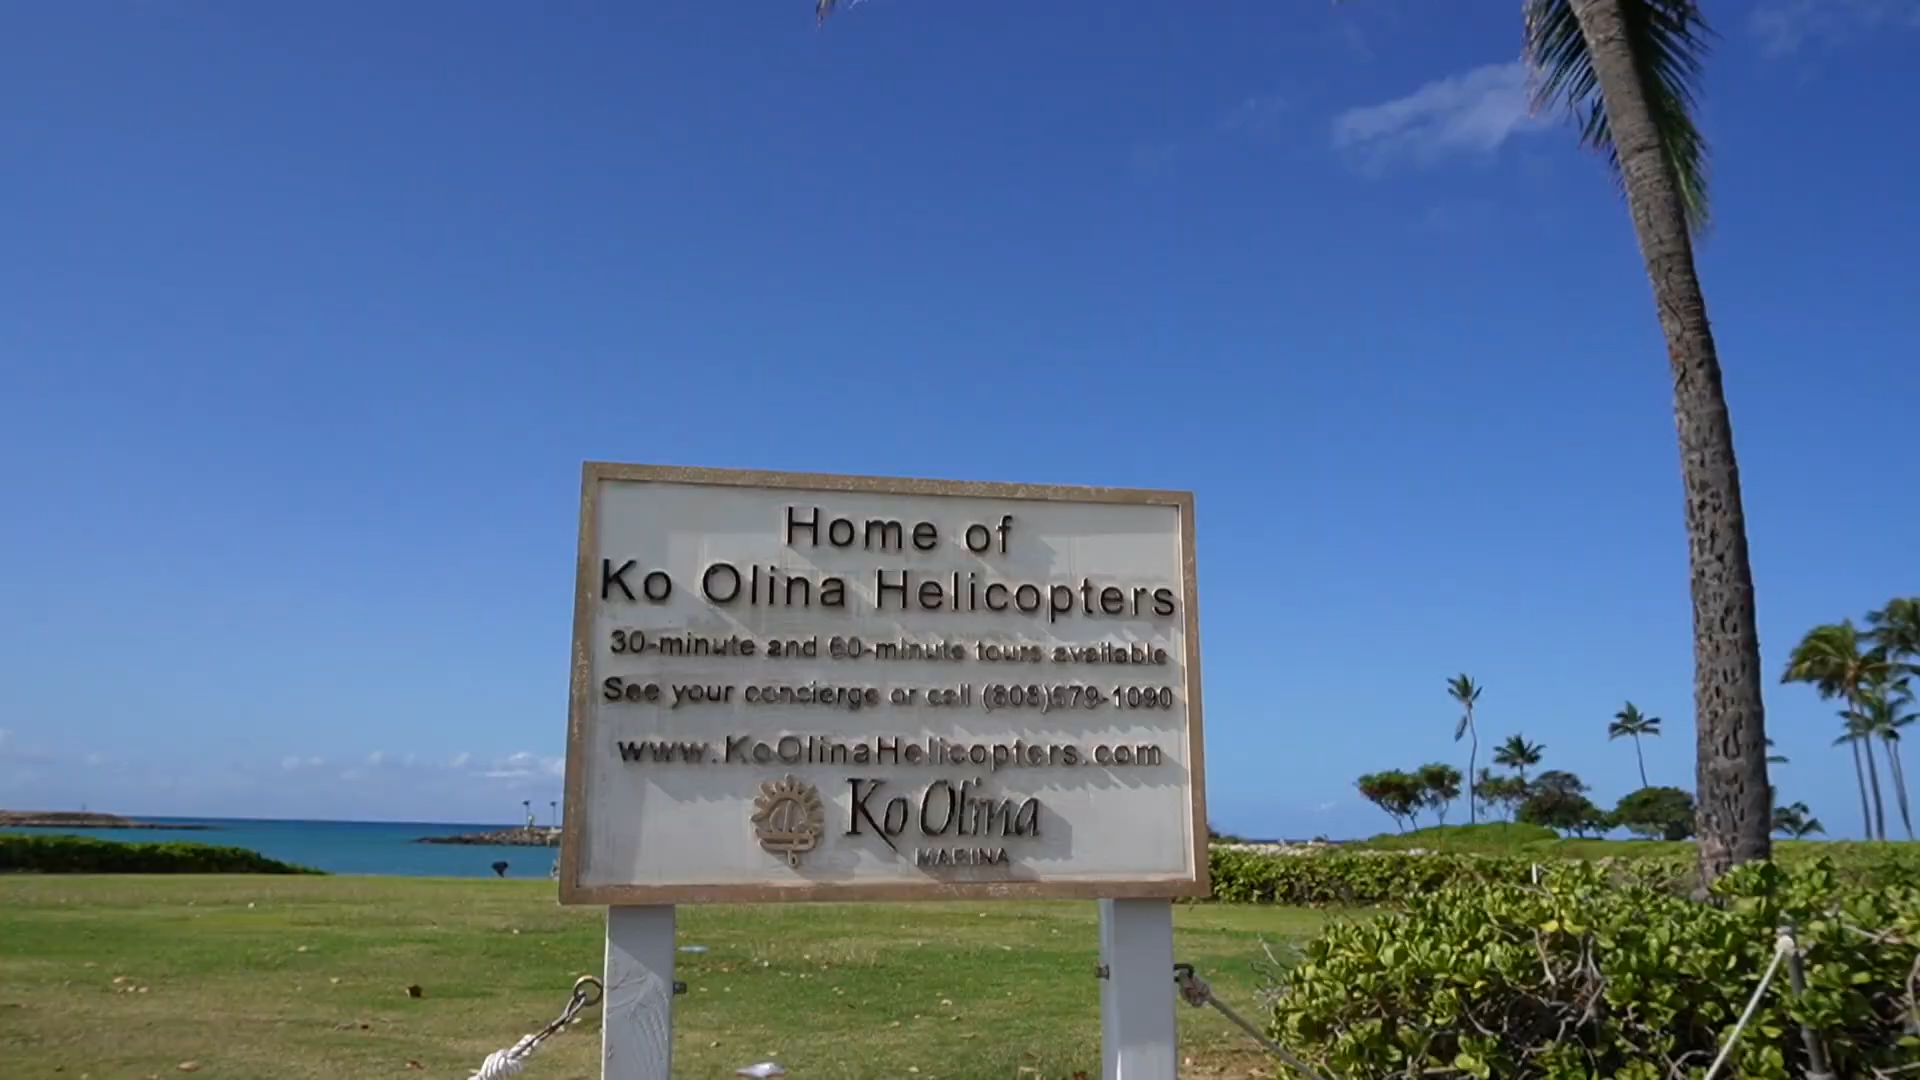 Home of
Ko Olina Helicopters
30-minute and 60-minute tours available
See your concierge or call (808)679-1090
www.KoOlinaHelicopters.com
Ko Olina
MARINA